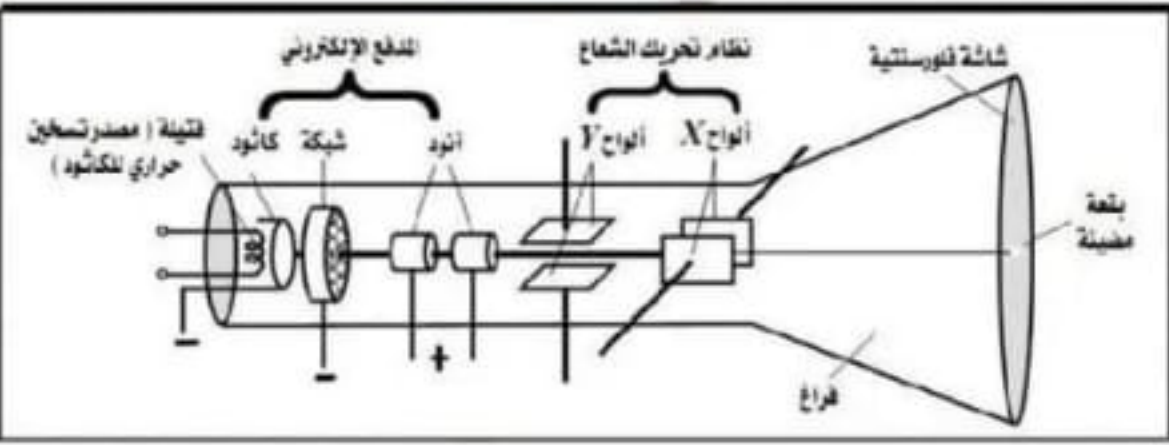 المدفع الإلكتروني
نظام تحريك الشعاع
شاشة فلورسنتية
فتيلة ( مصدر تسخين
حراري للكاثود )
كاثود
شبكة
أنود
ألواح Y
ألواح X
بقعة
مضيئة
فراغ
−
−
+